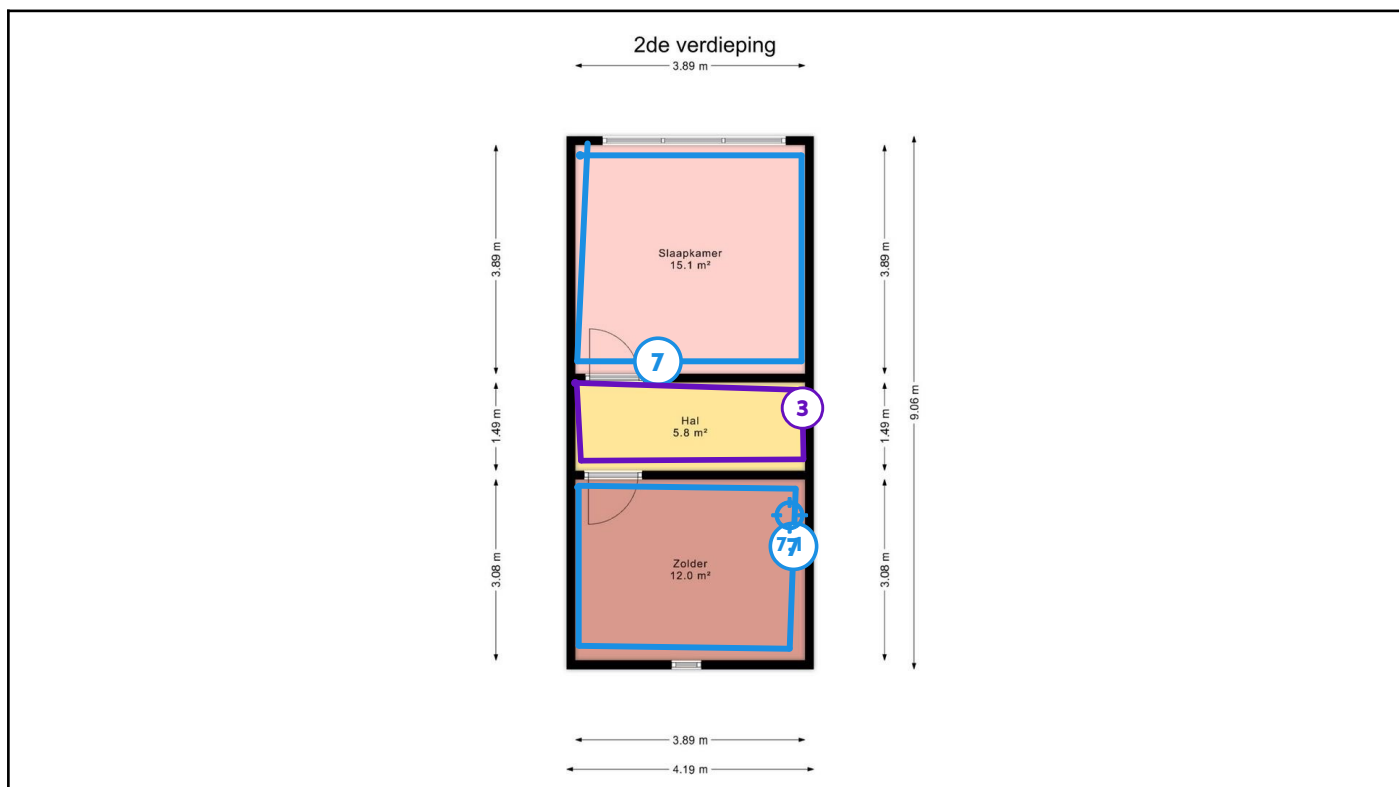 2de verdieping
3.89 m
3.89 m
3.89 m
9.06 m
Slaapkamer
15.1 m²
7
1.49 m
1.49 m
3
Hal
5.8 m²
3.08 m
3.08 m
7
Zolder
12.0 m²
3.89 m
4.19 m